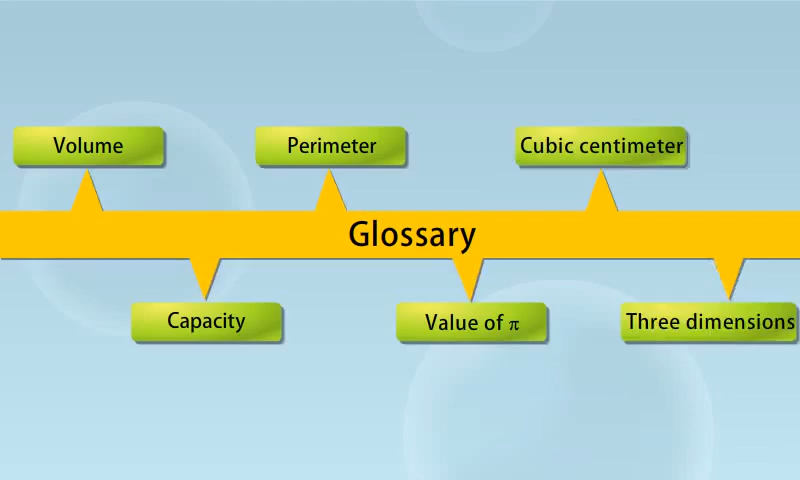 Volume
Perimeter
Cubic centimeter
Glossary
Capacity
Value of π
Three dimensions